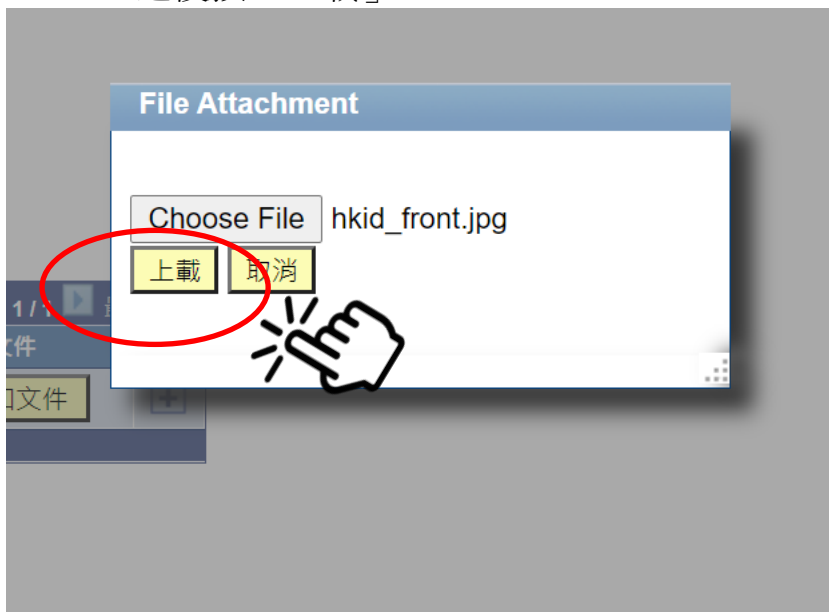 File Attachment
Choose File hkid_front.jpg
上載 取消
1 / 1
文件
文件